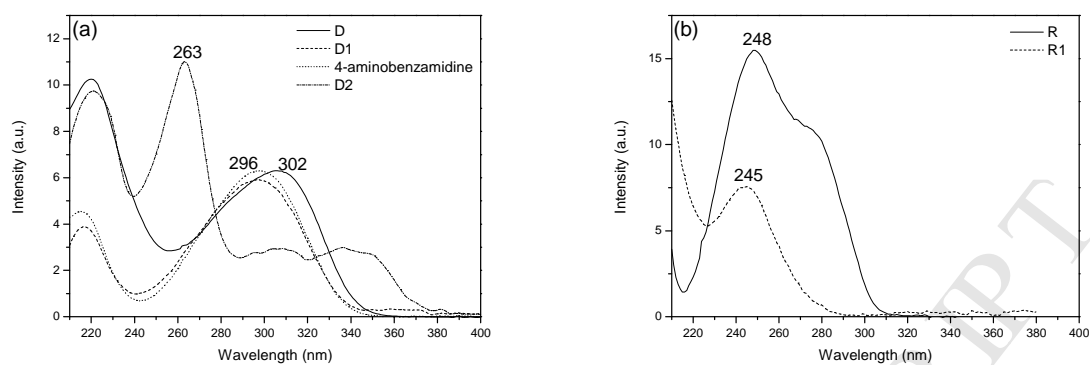 (a)
D
D1
4-aminobenzamidine
D2
263
296 302
Intensity (a.u.)
12
10
8
6
4
2
0
220 240 260 280 300 320 340 360 380 400
Wavelength (nm)
(b)
R
R1
248
245
Intensity (a.u.)
15
10
5
0
220 240 260 280 300 320 340 360 380 400
Wavelength (nm)
IPT